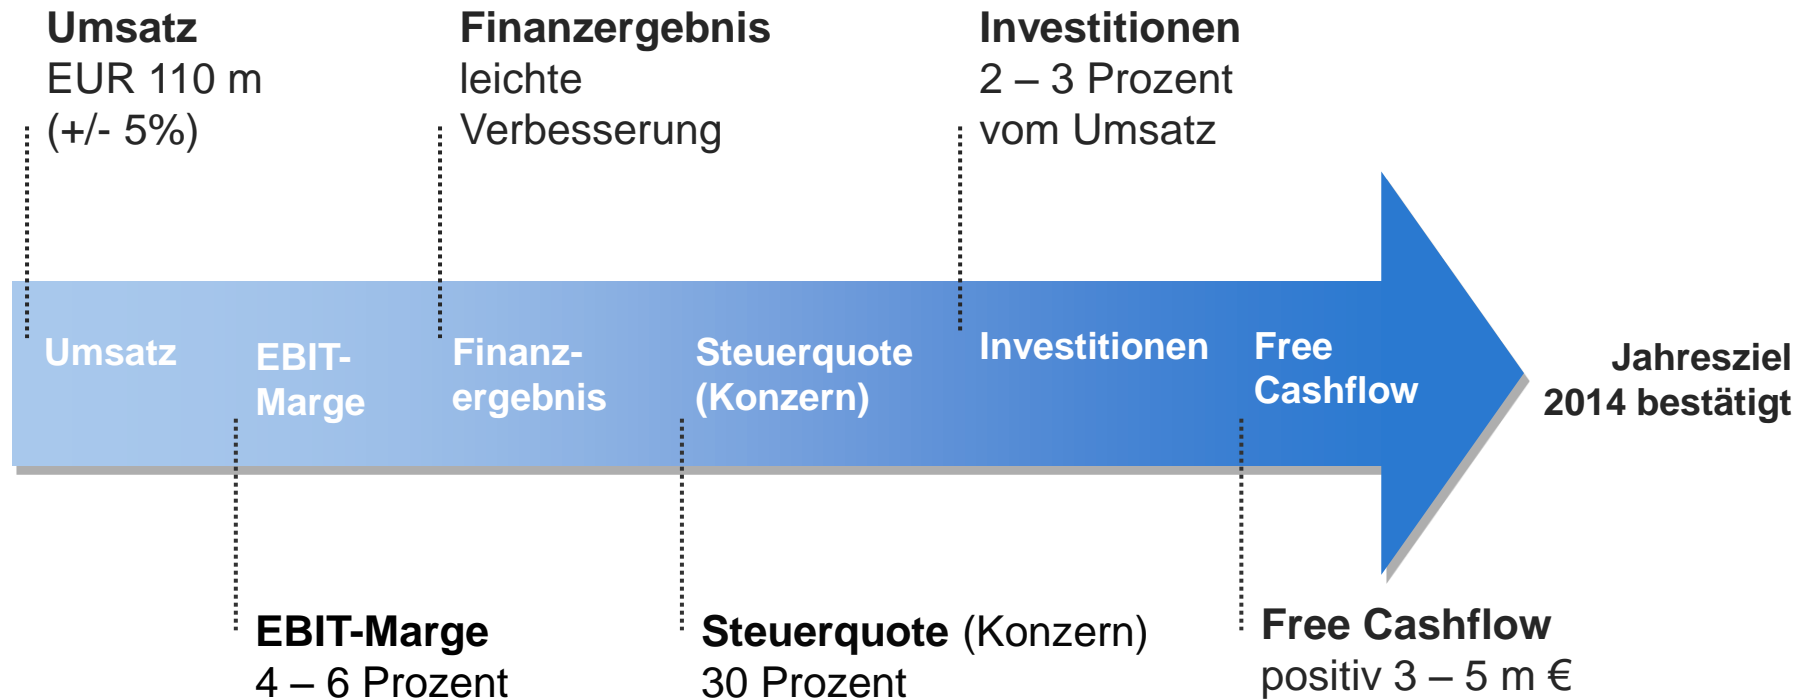 Umsatz
EUR 110 m
(+/- 5%)
Finanzergebnis
leichte
Verbesserung
Investitionen
2 – 3 Prozent
vom Umsatz
Umsatz
EBIT-
Marge
Finanz-
ergebnis
Steuerquote
(Konzern)
Investitionen
Free
Cashflow
Jahresziel
2014 bestätigt
EBIT-Marge
4 – 6 Prozent
Steuerquote (Konzern)
30 Prozent
Free Cashflow
positiv 3 – 5 m €